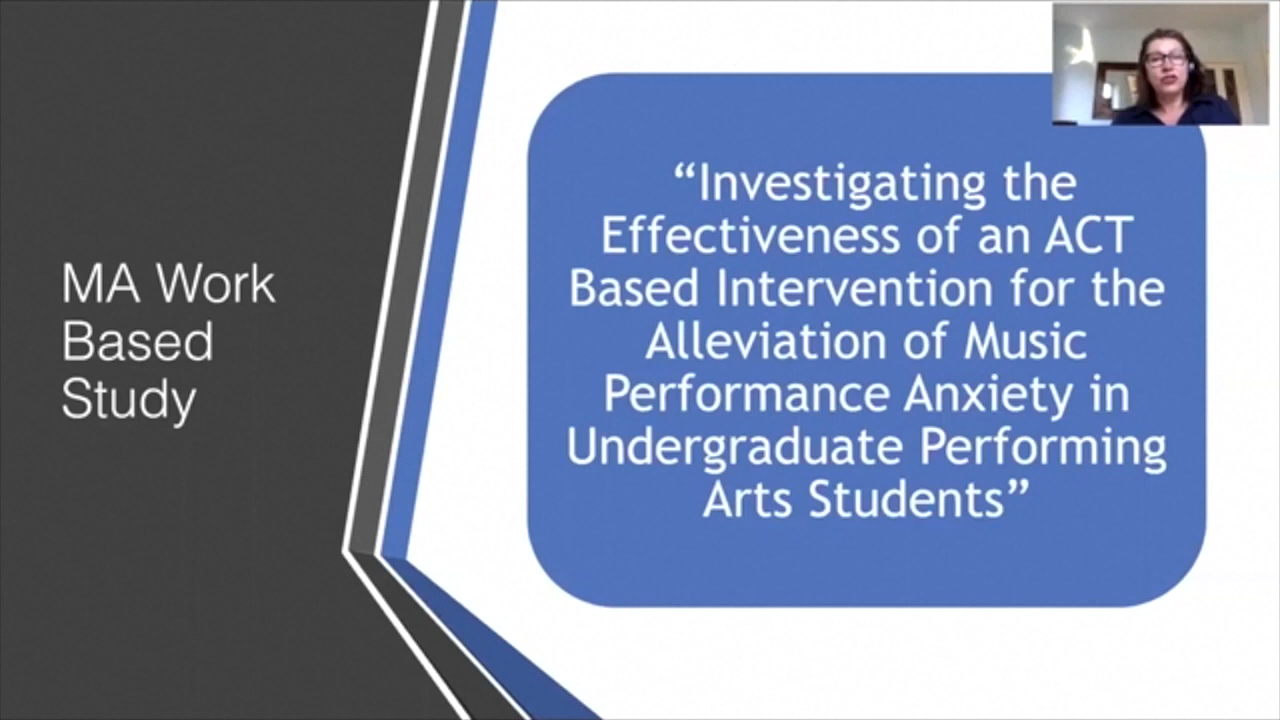 MA Work
Based
Study
“Investigating the
Effectiveness of an ACT
Based Intervention for the
Alleviation of Music
Performance Anxiety in
Undergraduate Performing
Arts Students”